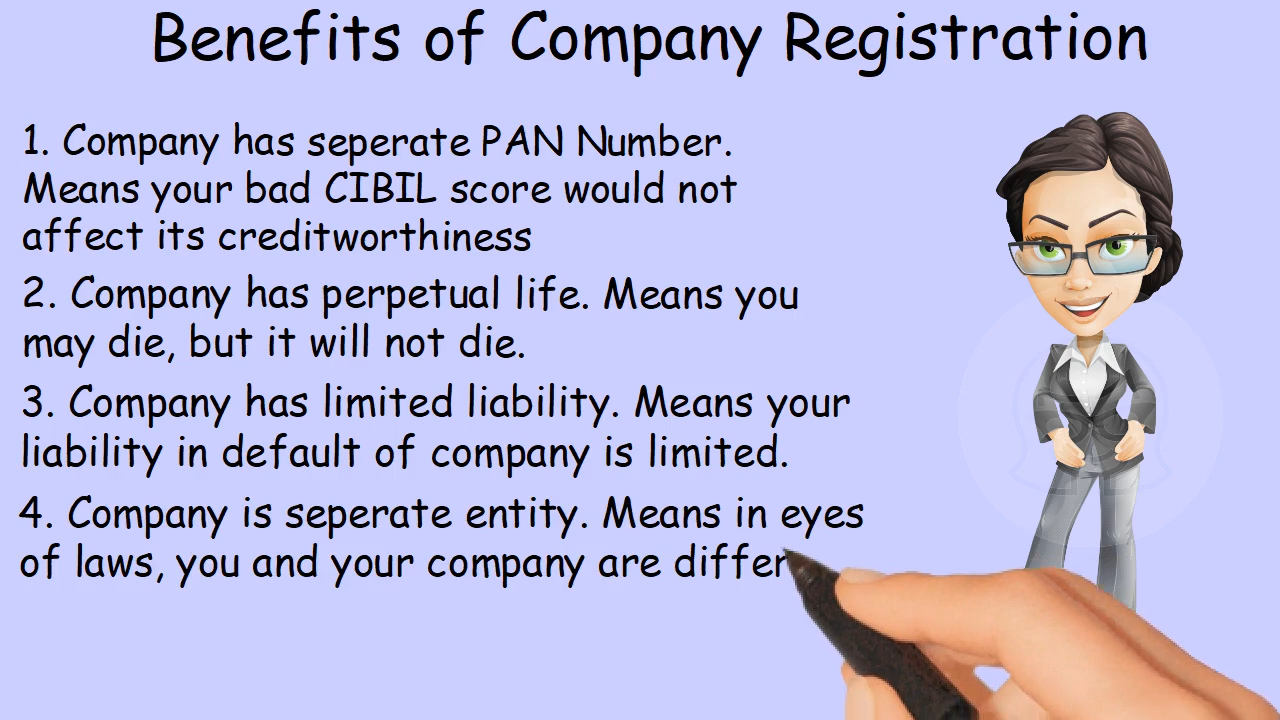 Benefits of Company Registration
1. Company has seperate PAN Number.
Means your bad CIBIL score would not
affect its creditworthiness
2. Company has perpetual life. Means you
may die, but it will not die.
3. Company has limited liability. Means your
liability in default of company is limited.
4. Company is seperate entity. Means in eyes
of laws, you and your company are differ